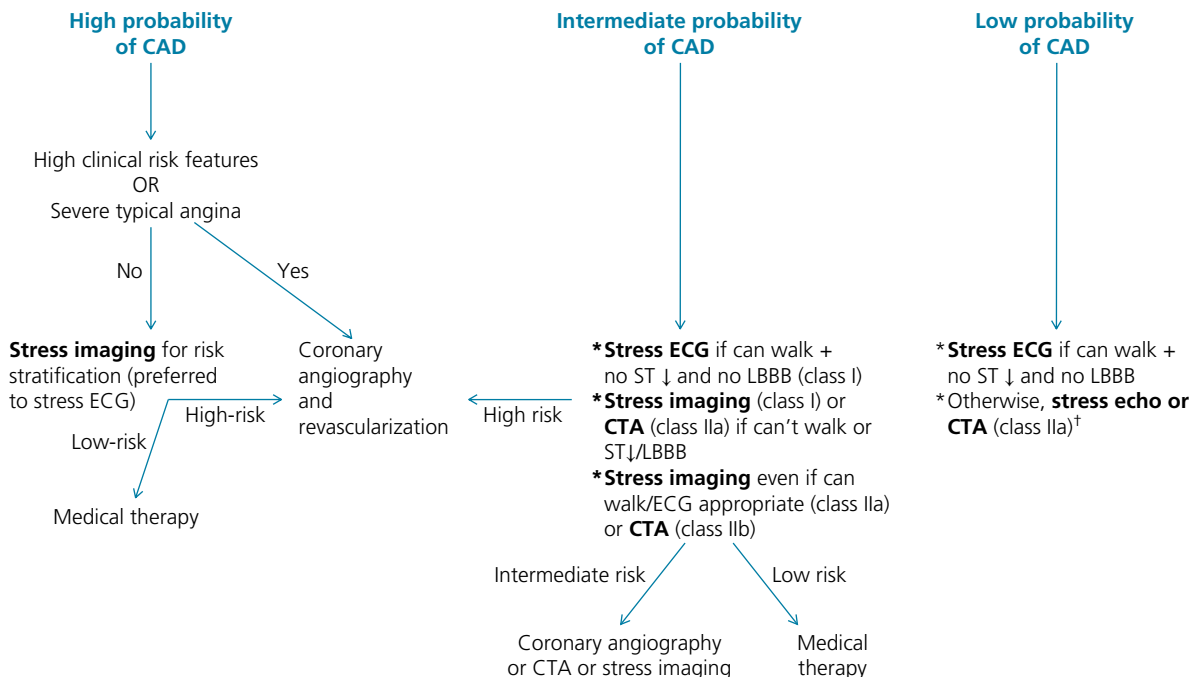 High probability
of CAD
Intermediate probability
of CAD
Low probability
of CAD
High clinical risk features
OR
Severe typical angina
No
Yes
Stress imaging for risk
stratification (preferred
to stress ECG)
High-risk
Low-risk
Medical therapy
Coronary
angiography
and
revascularization
High risk
*Stress ECG if can walk +
no ST ↓ and no LBBB (class I)
*Stress imaging (class I) or
CTA (class IIa) if can't walk or
ST↓/LBBB
*Stress imaging even if can
walk/ECG appropriate (class IIa)
or CTA (class IIb)
Intermediate risk
Low risk
Coronary angiography
or CTA or stress imaging
Medical
therapy
*Stress ECG if can walk +
no ST ↓ and no LBBB
*Otherwise, stress echo or
CTA (class IIa)†